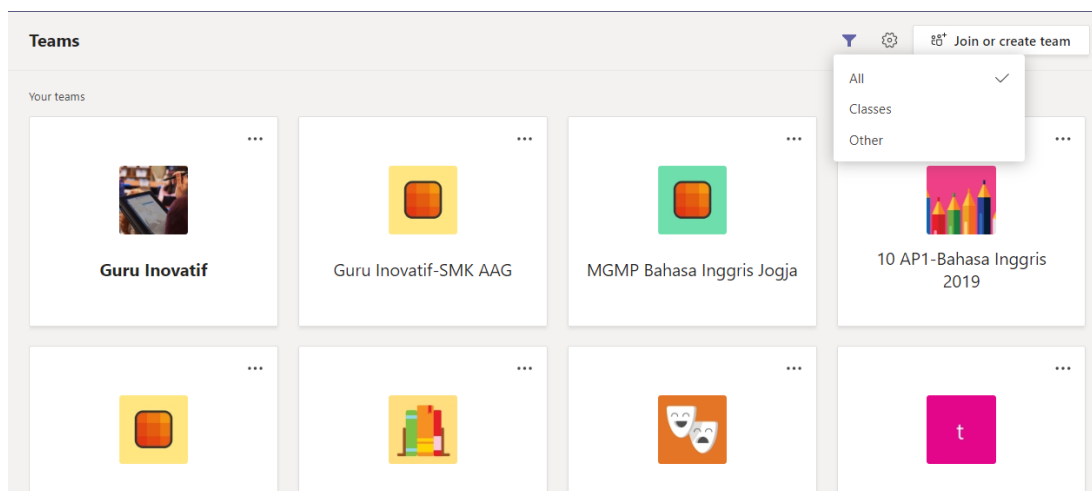 Teams
Join or create team
All
Classes
Other
Your teams
Guru Inovatif
Guru Inovatif-SMK AAG
MGMP Bahasa Inggris Jogja
10 AP1-Bahasa Inggris
2019
t